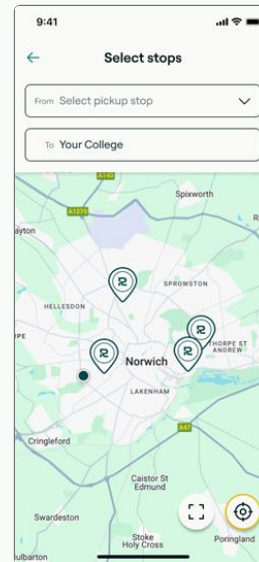 9:41
Select stops
From Select pickup stop
To Your College
A140
Spixworth
A1270
ayton
SPROWSTON
HELLESDON
THORPE ST
ANDREW
OPE
Norwich
LAKENHAM
Cringleford
A47
Caistor St
Edmund
Swardeston
Stoke
Holy Cross
Poringland
ulbarton